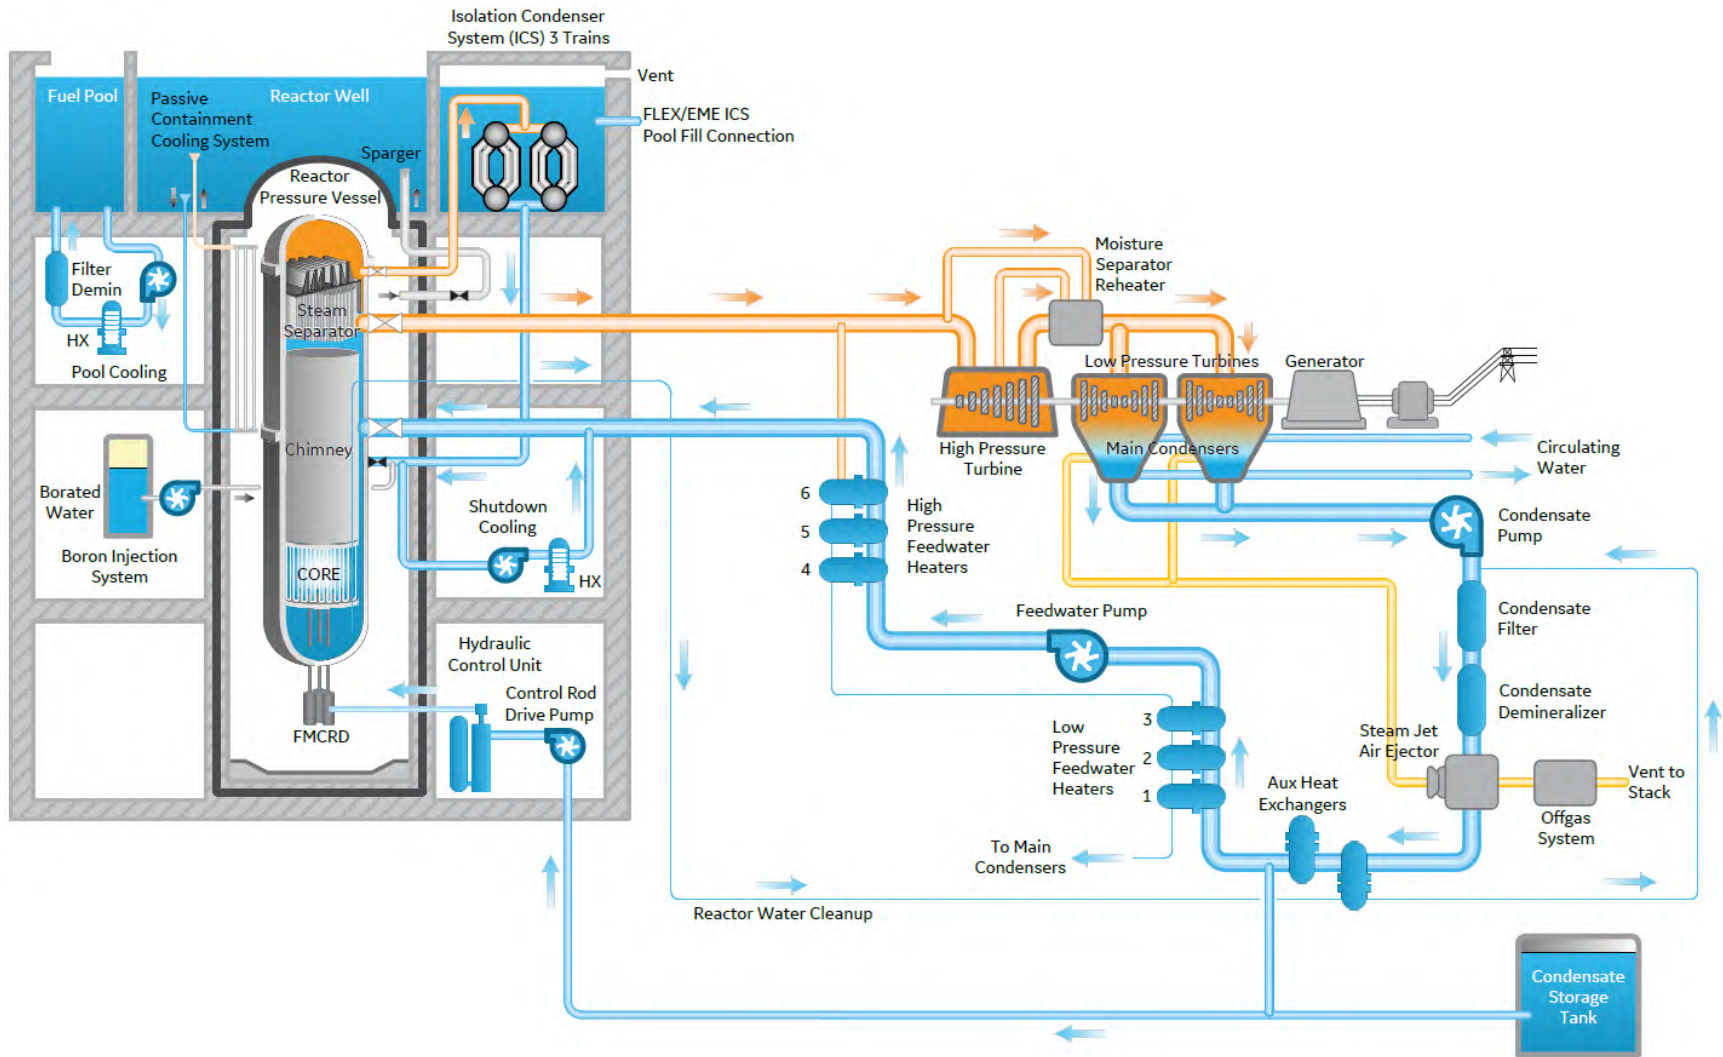 Isolation Condenser
System (ICS) 3 Trains
Vent
FLEX/EME ICS
Pool Fill Connection
Fuel Pool
Passive
Containment
Cooling System
Reactor Well
Sparger
Reactor
Pressure Vessel
Filter
Demin
HX
Pool Cooling
Steam
Separator
Moisture
Separator
Reheater
Low Pressure Turbines
Generator
High Pressure
Turbine
Main Condensers
Circulating
Water
Chimney
Borated
Water
Boron Injection
System
CORE
Shutdown
Cooling
HX
6
5
4
High
Pressure
Feedwater
Heaters
Condensate
Pump
Condensate
Filter
Condensate
Demineralizer
Feedwater Pump
Hydraulic
Control Unit
Control Rod
Drive Pump
FMCRD
Low
Pressure
Feedwater
Heaters
3
2
1
Steam Jet
Air Ejector
Aux Heat
Exchangers
Vent to
Stack
Offgas
System
To Main
Condensers
Reactor Water Cleanup
Condensate
Storage
Tank